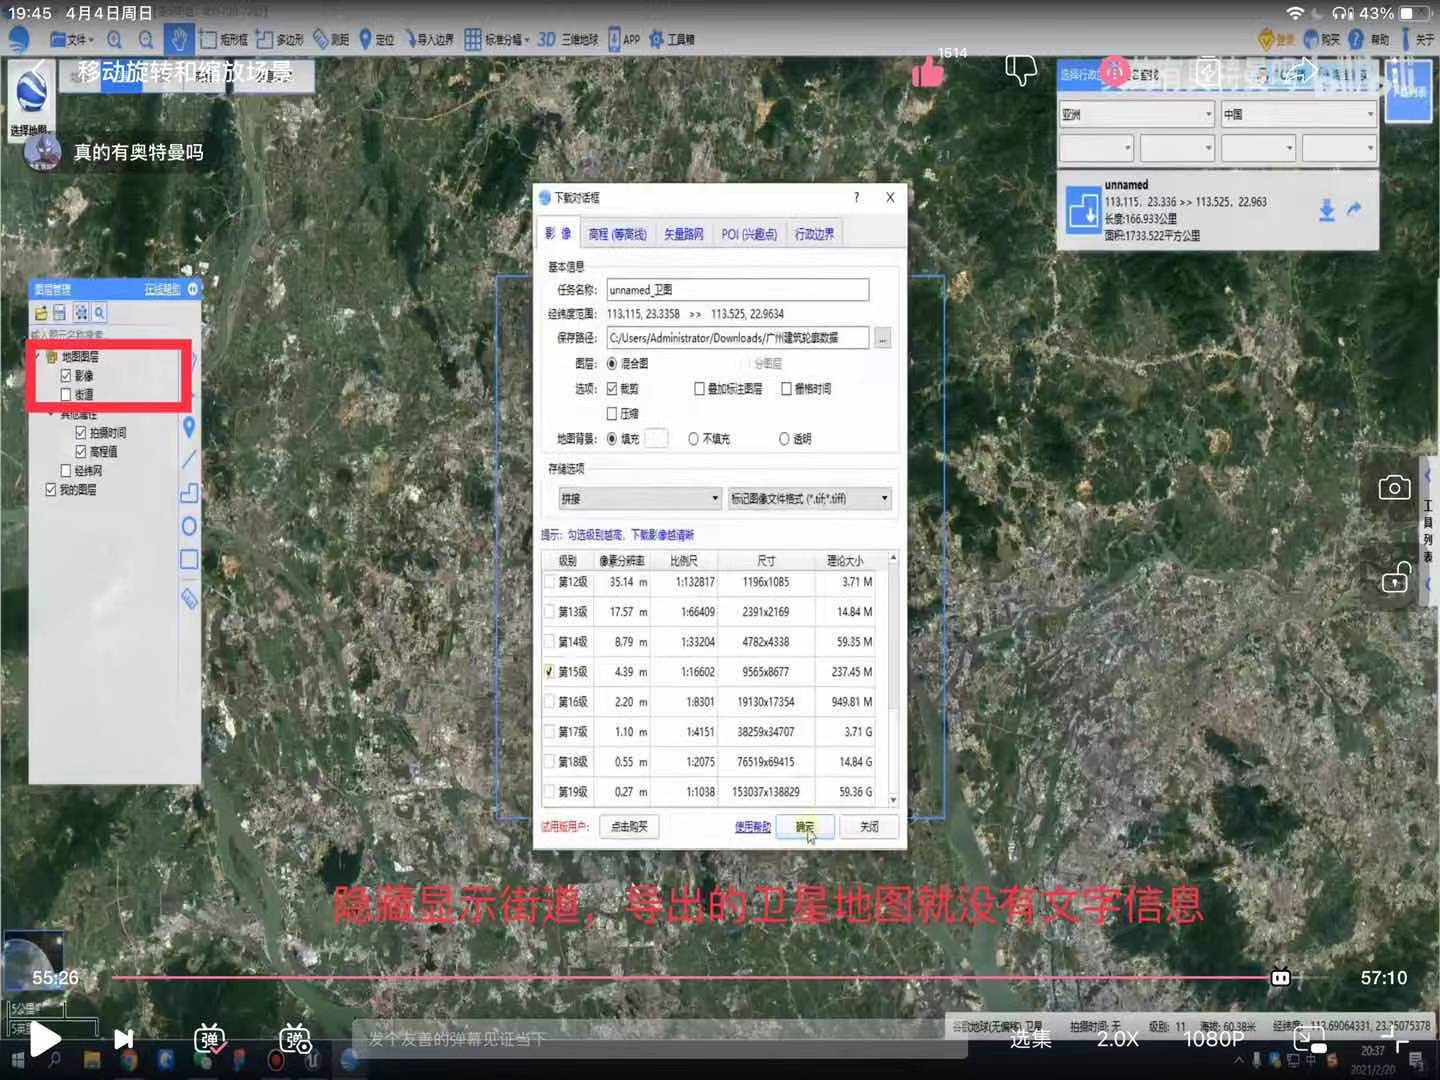 19:45 4月4日周日
43%
文件
矩形框
多边形
测距
定位
导入边界
标准分幅
3D 三维地球
APP
工具箱
登录
购买
帮助
关于
移动旋转和缩放场景
1514
选择地图
真的有奥特曼吗
亚洲
中国
unnamed
113.115, 23.336 >> 113.525, 22.963
长度:166.933公里
面积:1733.522平方公里
下载对话框
? X
影 像
高程 (等高线)
矢量路网
POI (兴趣点)
行政边界
基本信息
任务名称: unnamed_卫图
经纬度范围: 113.115, 23.3358 >> 113.525, 22.9634
保存路径: C:/Users/Administrator/Downloads/广州建筑轮廓数据
...
图层: 混合图 分图层
选项: 裁剪 叠加标注图层 栅格时间
压缩
地图背景: 填充 不填充 透明
存储选项
拼接
标记图像文件格式 (*.tif;*.tiff)
提示: 勾选级别越高, 下载影像越清晰
级别 像素分辨率 比例尺 尺寸 理论大小
第12级 35.14 m 1:132817 1196x1085 3.71 M
第13级 17.57 m 1:66409 2391x2169 14.84 M
第14级 8.79 m 1:33204 4782x4338 59.35 M
第15级 4.39 m 1:16602 9565x8677 237.45 M
第16级 2.20 m 1:8301 19130x17354 949.81 M
第17级 1.10 m 1:4151 38259x34707 3.71 G
第18级 0.55 m 1:2075 76519x69415 14.84 G
第19级 0.27 m 1:1038 153037x138829 59.36 G
试用版用户:
点击购买
使用帮助
确定
关闭
图层管理
在线帮助
地图图层
影像
街道
其他属性
拍摄时间
高程值
经纬网
我的图层
工具列表
隐藏显示街道，导出的卫星地图就没有文字信息
55:26
57:10
5公里
弹
弹
发个友善的弹幕见证当下
谷歌地球(无偏移) 卫星 拍摄时间: 无 级别: 11 海拔: 60.38米
选集
2.0X
1080P
中
20:37
2021/2/20